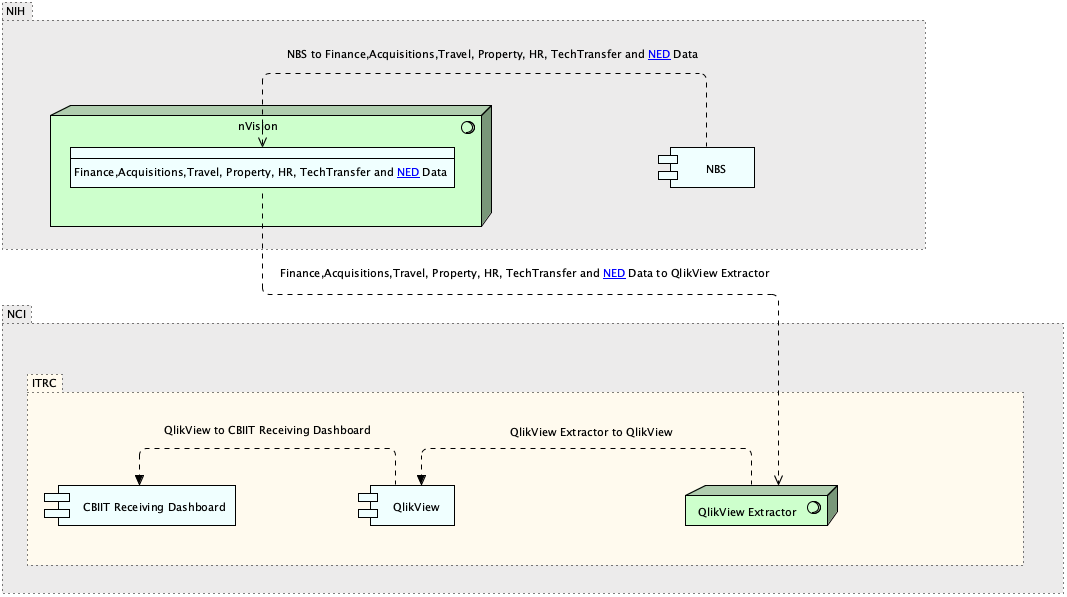 NIH
NBS to Finance,Acquisitions,Travel, Property, HR, TechTransfer and NED Data
nVision
Finance,Acquisitions,Travel, Property, HR, TechTransfer and NED Data
NBS
Finance,Acquisitions,Travel, Property, HR, TechTransfer and NED Data to QlikView Extractor
NCI
ITRC
QlikView to CBIIT Receiving Dashboard
QlikView Extractor to QlikView
CBIIT Receiving Dashboard
QlikView
QlikView Extractor